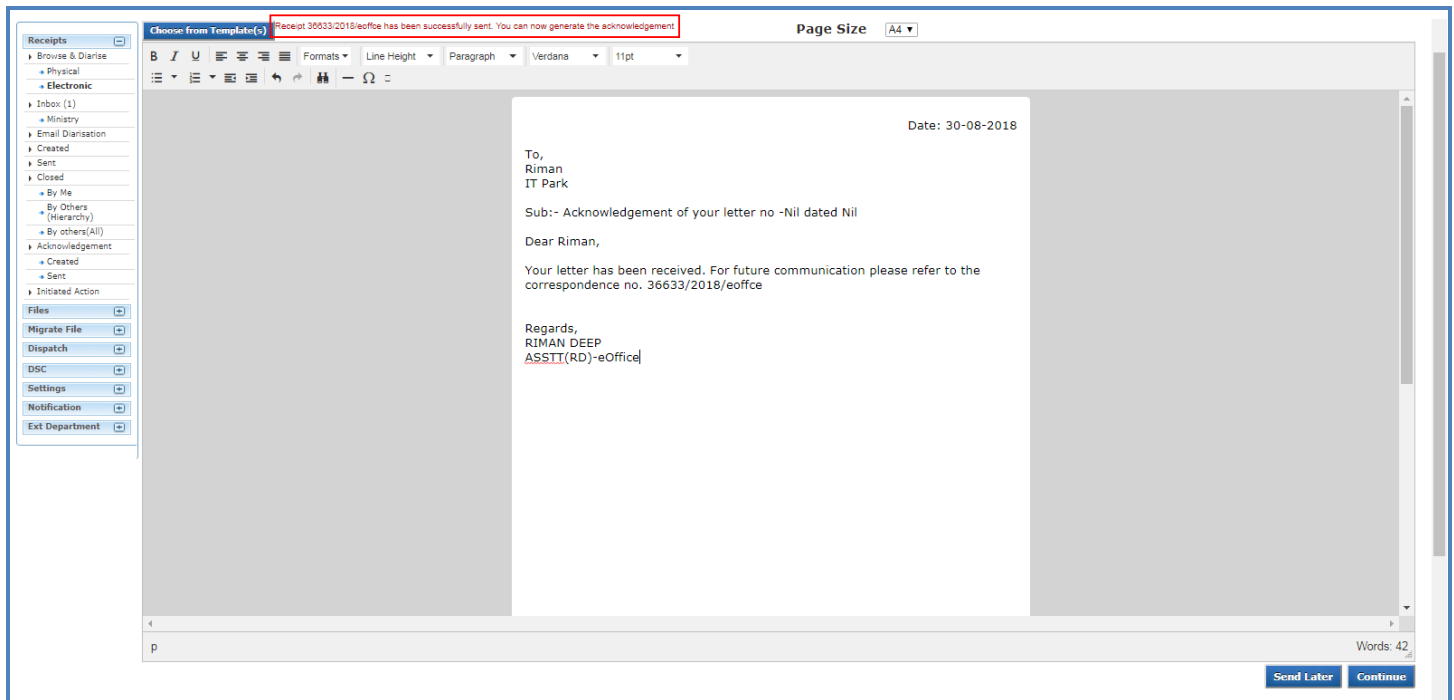 Receipts
Browse & Diarise
Physical
Electronic
Inbox (1)
Ministry
Email Diarisation
Created
Sent
Closed
By Me
By Others
(Hierarchy)
By others(All)
Acknowledgement
Created
Sent
Initiated Action
Files
Migrate File
Dispatch
DSC
Settings
Notification
Ext Department
Choose from Template(s) Receipt 36633/2018/eoffce has been successfully sent. You can now generate the acknowledgement Page Size A4
B I U Formats Line Height Paragraph Verdana 11pt
Ω
Date: 30-08-2018
To,
Riman
IT Park
Sub:- Acknowledgement of your letter no -Nil dated Nil
Dear Riman,
Your letter has been received. For future communication please refer to the
correspondence no. 36633/2018/eoffce
Regards,
RIMAN DEEP
ASSTT(RD)-eOffice
p Words: 42
Send Later Continue